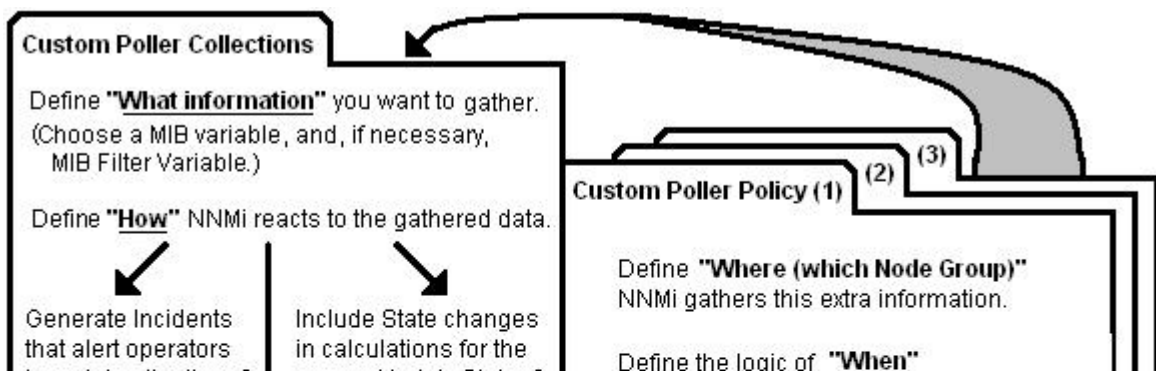 Custom Poller Collections
Define "What information" you want to gather.
(Choose a MIB variable, and, if necessary,
MIB Filter Variable.)
Define "How" NNMi reacts to the gathered data.
Generate Incidents
that alert operators
Include State changes
in calculations for the
(3)
(2)
Custom Poller Policy (1)
Define "Where (which Node Group)"
NNMi gathers this extra information.
Define the logic of "When"